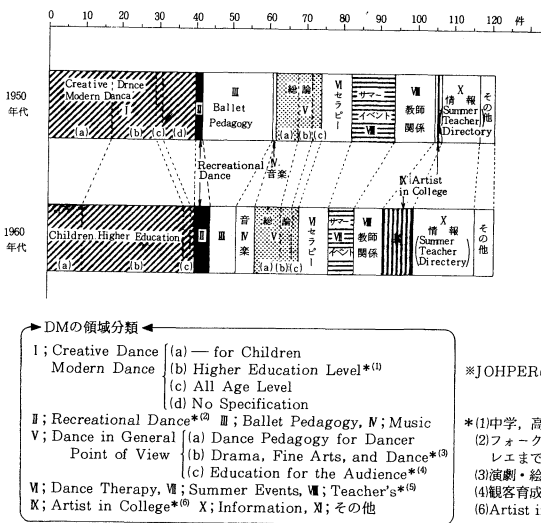 0 10 20 30 40 50 60 70 80 90 100 110 120 件
1950
年代
Creative Drnce
Modern Danca
I
(a) (b) (c) (d)
II
III
Ballet
Pedagogy
総論
V
(a) (b) (c)
VI
セラピー
サマー
イベント
VIII
教師
関係
X
情報
(Summer
Teacher
Directory)
その他
Recreational
Dance
IV
音楽
IX Artist
in College
1960
年代
Children Higher Education
(a) (b) (c)
II
III
音
IV
楽
総論
V
(a) (b) (c)
VI
セラピー
サマー
VII
イベント
VIII
教師
関係
X
情報
(Summer
Teacher
Directery)
その他
DMの領域分類
I ; Creative Dance (a) — for Children
Modern Dance (b) Higher Education Level*(1)
(c) All Age Level
(d) No Specification
II ; Recreational Dance*(2) III ; Ballet Pedagogy, IV ; Music
V ; Dance in General (a) Dance Pedagogy for Dancer
Point of View (b) Drama, Fine Arts, and Dance*(3)
(c) Education for the Audience*(4)
VI ; Dance Therapy, VII ; Summer Events, VIII ; Teacher's*(5)
IX ; Artist in College*(6) X ; Information, XI ; その他
※JOHPER
*(1)中学, 高
(2)フォーク
レエまで
(3)演劇・絵
(4)観客育成
(6)Artist i